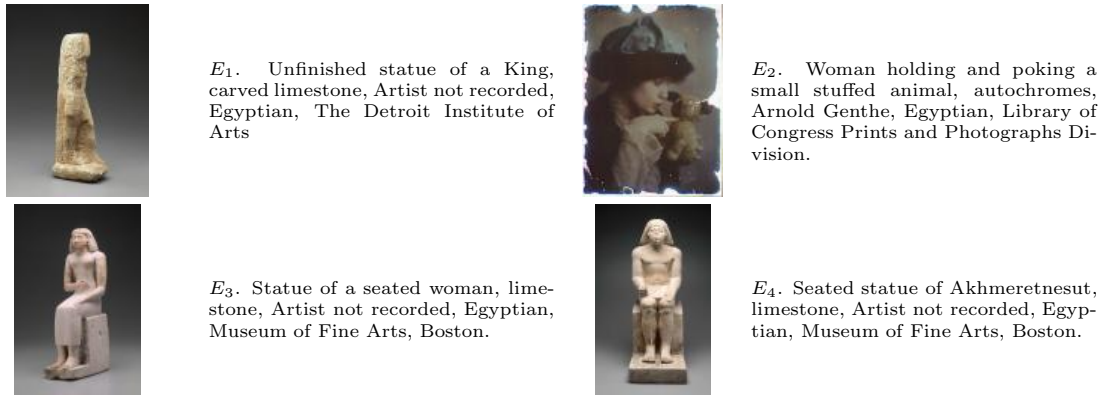 E1. Unfinished statue of a King,
carved limestone, Artist not recorded,
Egyptian, The Detroit Institute of
Arts
E2. Woman holding and poking a
small stuffed animal, autochromes,
Arnold Genthe, Egyptian, Library of
Congress Prints and Photographs Di-
vision.
E3. Statue of a seated woman, lime-
stone, Artist not recorded, Egyptian,
Museum of Fine Arts, Boston.
E4. Seated statue of Akhmeretnesut,
limestone, Artist not recorded, Egyp-
tian, Museum of Fine Arts, Boston.